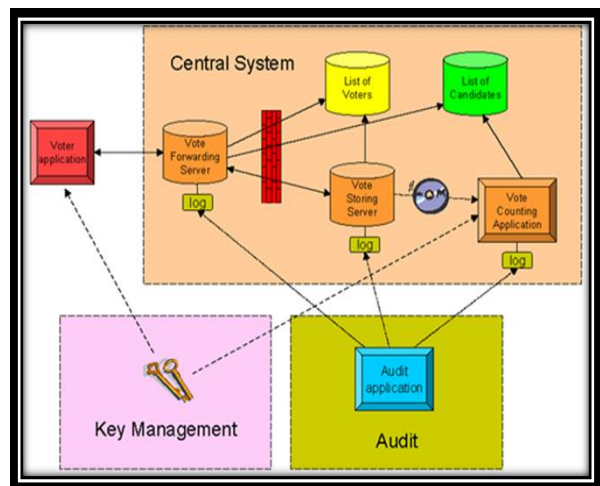 Central System
List of
Voters
List of
Candidates
Voter
application
Vote
Forwarding
Server
log
Vote
Storing
Server
log
Vote
Counting
Application
log
Key Management
Audit
application
Audit